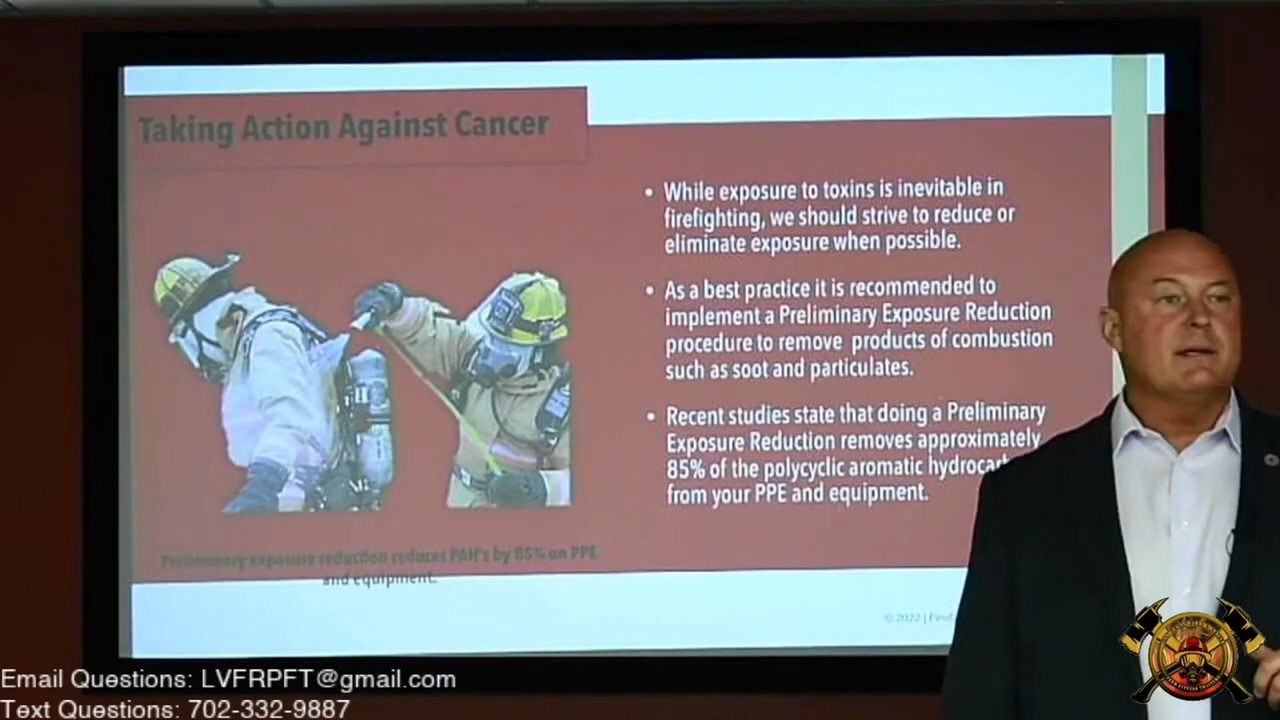 Taking Action Against Cancer
• While exposure to toxins is inevitable in
firefighting, we should strive to reduce or
eliminate exposure when possible.
• As a best practice it is recommended to
implement a Preliminary Exposure Reduction
procedure to remove products of combustion
such as soot and particulates.
• Recent studies state that doing a Preliminary
Exposure Reduction removes approximately
85% of the polycyclic aromatic
from your PPE and equipment.
Preliminary exposure reduction reduces PAH's by 85% on PPE
and equipment.
© 2022 |
Email Questions: LVFRPFT@gmail.com
Text Questions: 702-332-9887